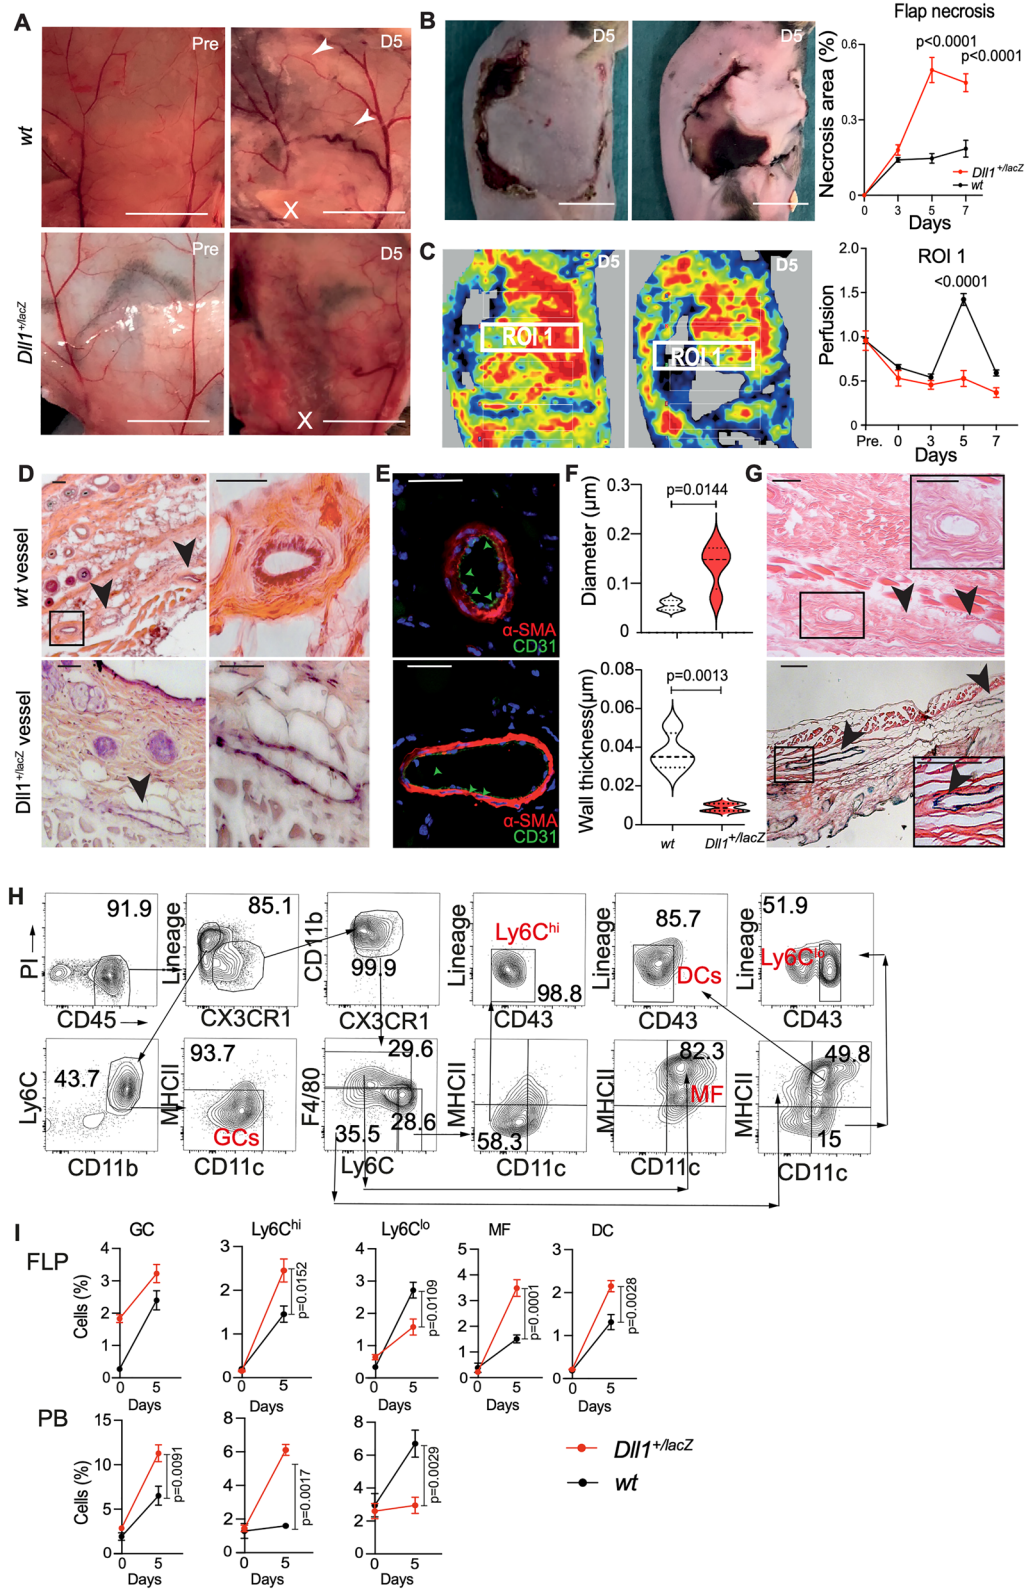 A
Pre
D5
wt
X
Pre
D5
Dll1+/lacZ
X
B
D5
D5
Flap necrosis
Necrosis area (%)
0.6
0.3
0
p<0.0001
p<0.0001
Dll1+/lacZ
wt
0
3
5
7
Days
C
D5
ROI 1
D5
ROI 1
ROI 1
Perfusion
2.0
1.5
1.0
0.5
0
<0.0001
Pre.
0
3
5
7
Days
D
wt vessel
Dll1+/lacZ vessel
E
α-SMA
CD31
α-SMA
CD31
F
Diameter (μm)
0.3
0.2
0.1
0
p=0.0144
Wall thickness(μm)
0.08
0.06
0.04
0.02
0
p=0.0013
wt
Dll1+/lacZ
G
H
PI
91.9
CD45
Lineage
85.1
CX3CR1
CD11b
99.9
CX3CR1
Lineage
Ly6Chi
98.8
CD43
Lineage
85.7
DCs
CD43
Lineage
51.9
Ly6Clo
CD43
Ly6C
43.7
CD11b
MHCII
93.7
GCs
CD11c
F4/80
29.6
28.6
35.5
Ly6C
MHCII
58.3
CD11c
MHCII
82.3
MF
CD11c
MHCII
49.8
15
CD11c
I
FLP
GC
Cells (%)
4
3
2
1
0
0
5
Days
Ly6Chi
3
2
1
0
p=0.0152
0
5
Days
Ly6Clo
4
3
2
1
0
p=0.0109
0
5
Days
MF
5
4
3
2
1
0
p=0.0001
0
5
Days
DC
3
2
1
0
p=0.0028
0
5
Days
PB
Cells (%)
15
10
5
0
p=0.0091
0
5
Days
8
6
4
2
0
p=0.0017
0
5
Days
8
6
4
2
0
p=0.0029
0
5
Days
Dll1+/lacZ
wt